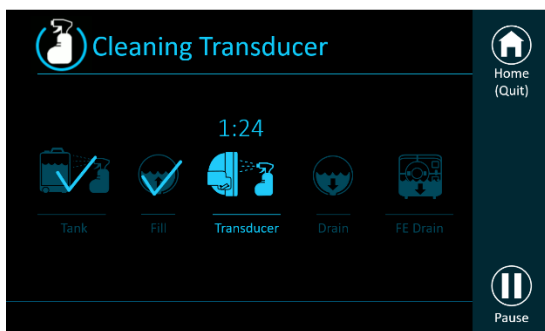 Cleaning Transducer
Home
(Quit)
1:24
Tank
Fill
Transducer
Drain
FE Drain
Pause